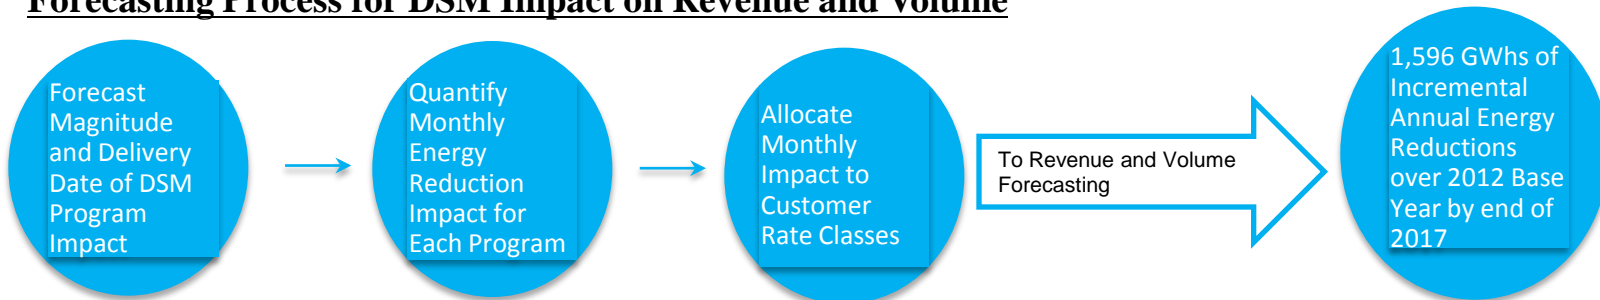 Forecasting Process for DSM Impact on Revenue and Volume
Forecast
Magnitude
and Delivery
Date of DSM
Program
Impact
Quantify
Monthly
Energy
Reduction
Impact for
Each Program
Allocate
Monthly
Impact to
Customer
Rate Classes
To Revenue and Volume
Forecasting
1,596 GWhs of
Incremental
Annual Energy
Reductions
over 2012 Base
Year by end of
2017